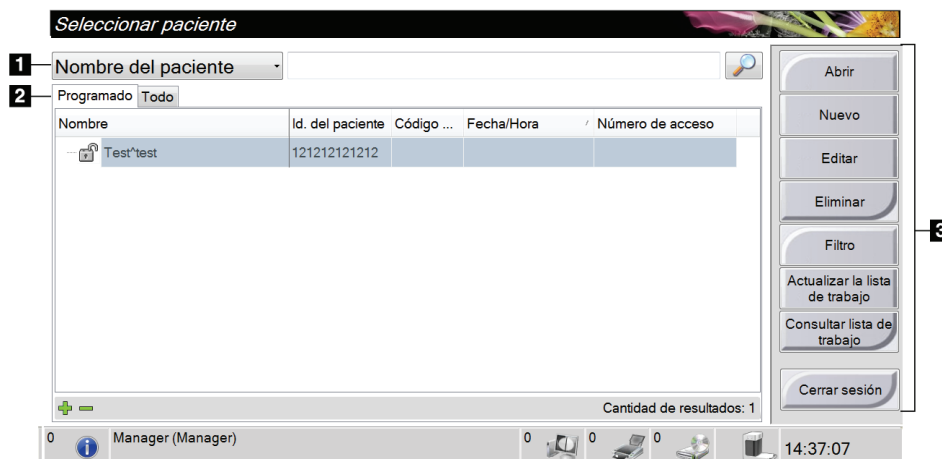 Seleccionar paciente
1
Nombre del paciente
2
Programado Todo
Nombre Id. del paciente Código ... Fecha/Hora Número de acceso
Test^test 121212121212
Cantidad de resultados: 1
Abrir
Nuevo
Editar
Eliminar
Filtro
Actualizar la lista
de trabajo
Consultar lista de
trabajo
Cerrar sesión
3
0 Manager (Manager) 0 0 0 14:37:07